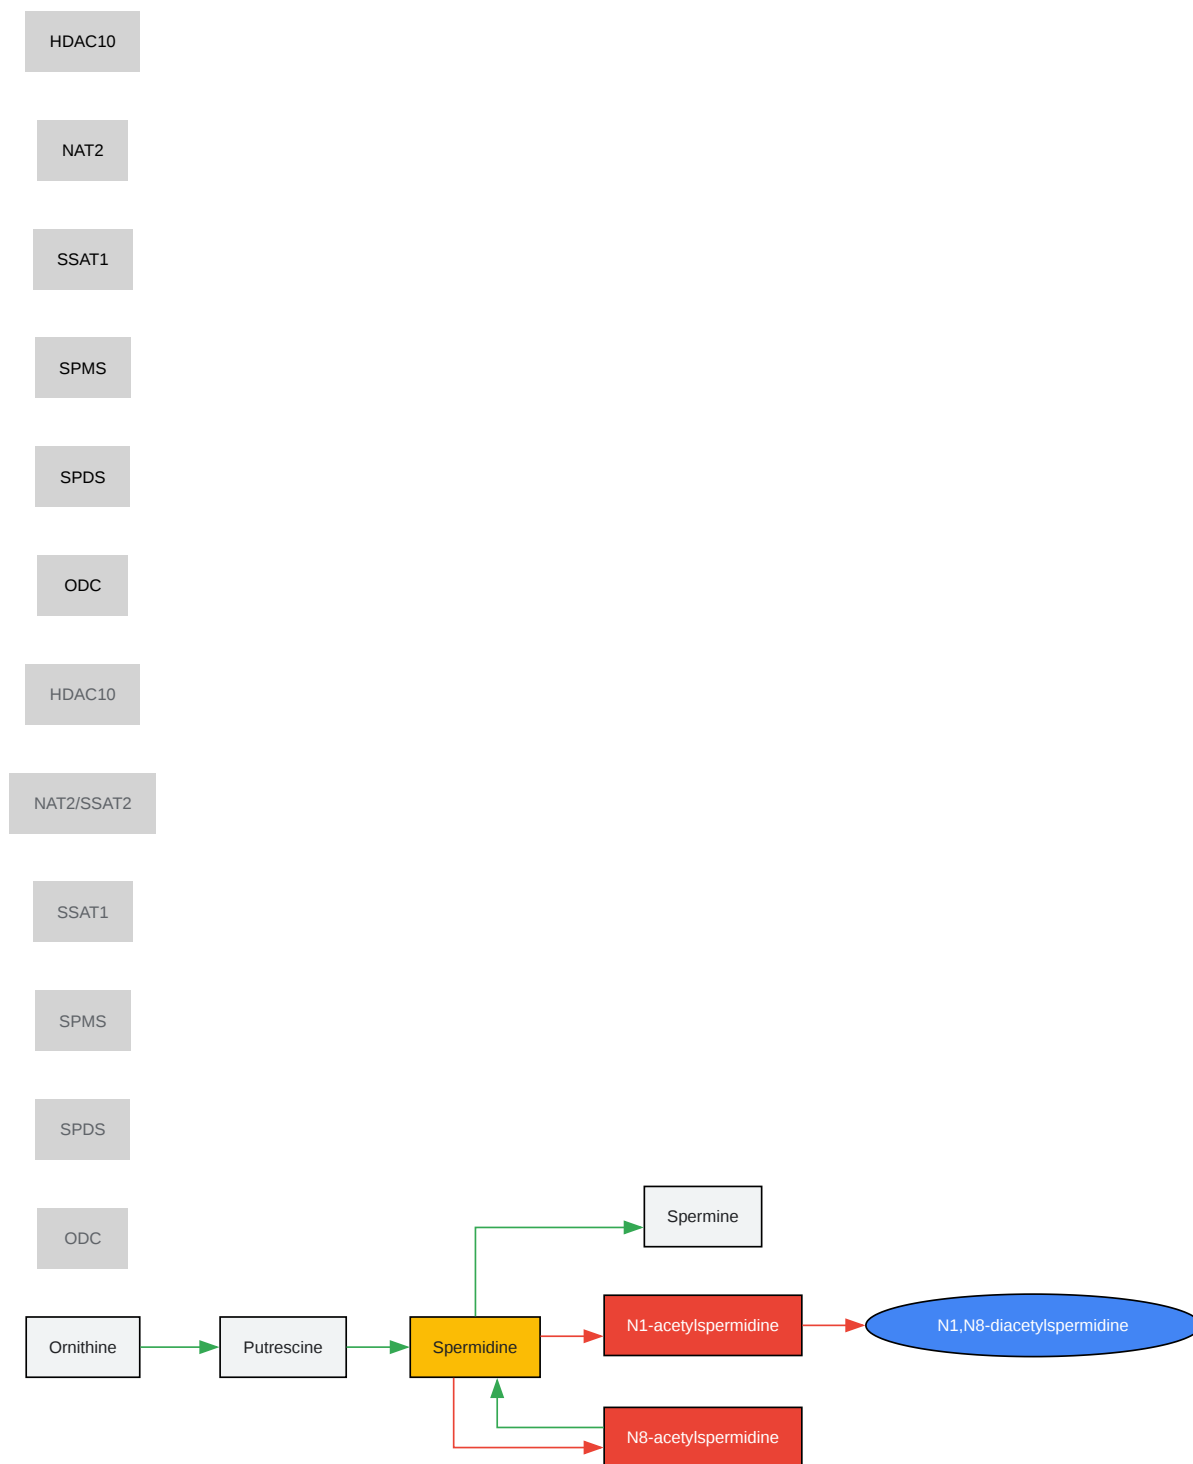 HDAC10
NAT2
SSAT1
SPMS
SPDS
ODC
HDAC10
NAT2/SSAT2
SSAT1
SPMS
SPDS
ODC
Spermine
N1-acetylspermidine
N1,N8-diacetylspermidine
Ornithine
Putrescine
Spermidine
N8-acetylspermidine